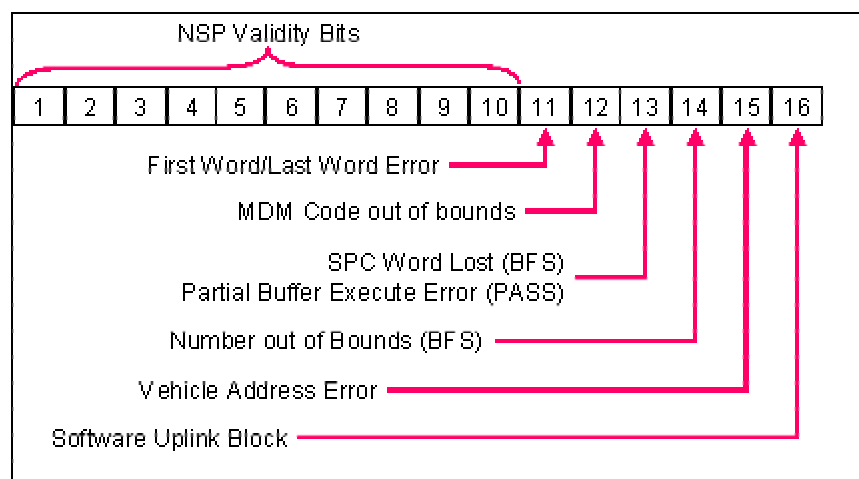 NSP Validity Bits
1 2 3 4 5 6 7 8 9 10 11 12 13 14 15 16
First Word/Last Word Error
MDM Code out of bounds
SPC Word Lost (BFS)
Partial Buffer Execute Error (PASS)
Number out of Bounds (BFS)
Vehicle Address Error
Software Uplink Block